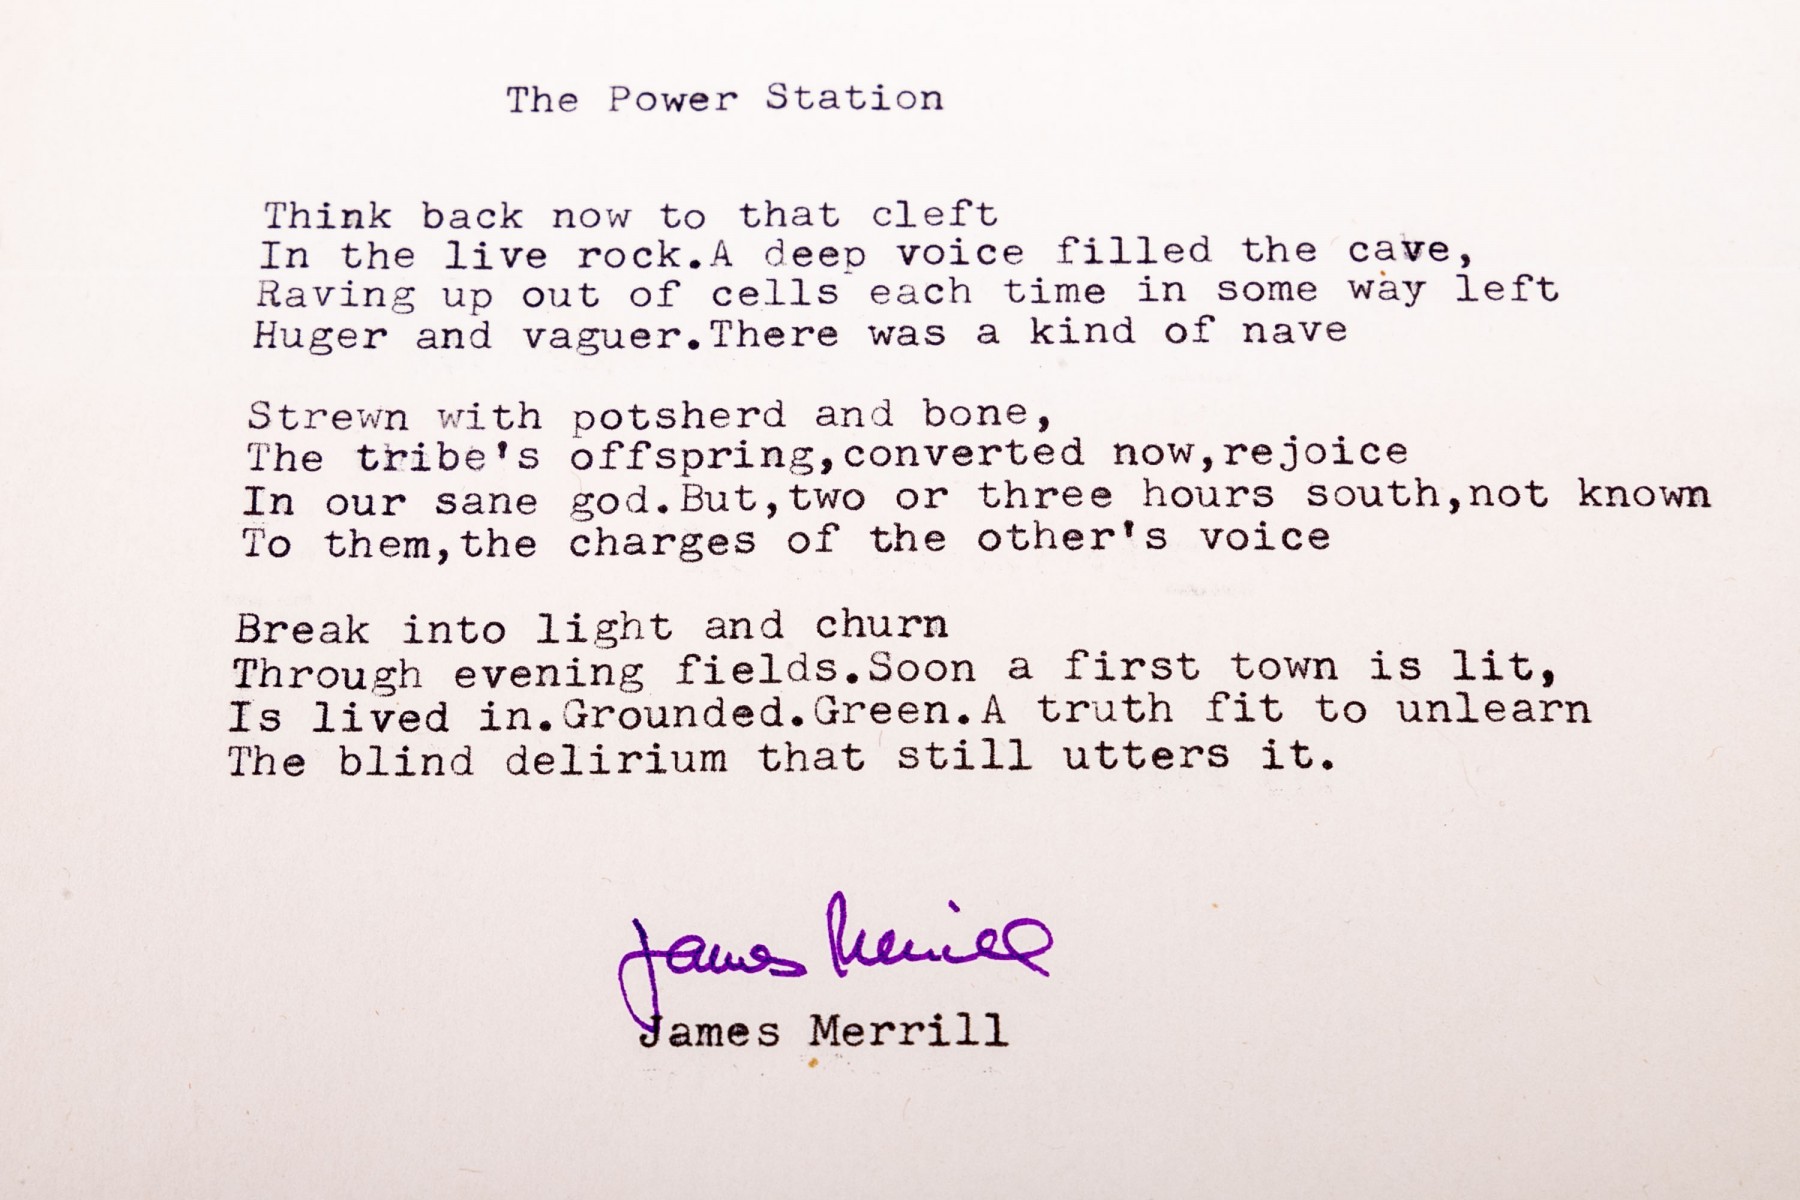 The Power Station
Think back now to that cleft
In the live rock.A deep voice filled the cave,
Raving up out of cells each time in some way left
Huger and vaguer.There was a kind of nave
Strewn with potsherd and bone,
The tribe's offspring,converted now,rejoice
In our sane god.But,two or three hours south,not known
To them,the charges of the other's voice
Break into light and churn
Through evening fields.Soon a first town is lit,
Is lived in.Grounded.Green.A truth fit to unlearn
The blind delirium that still utters it.
James Merrill
James Merrill